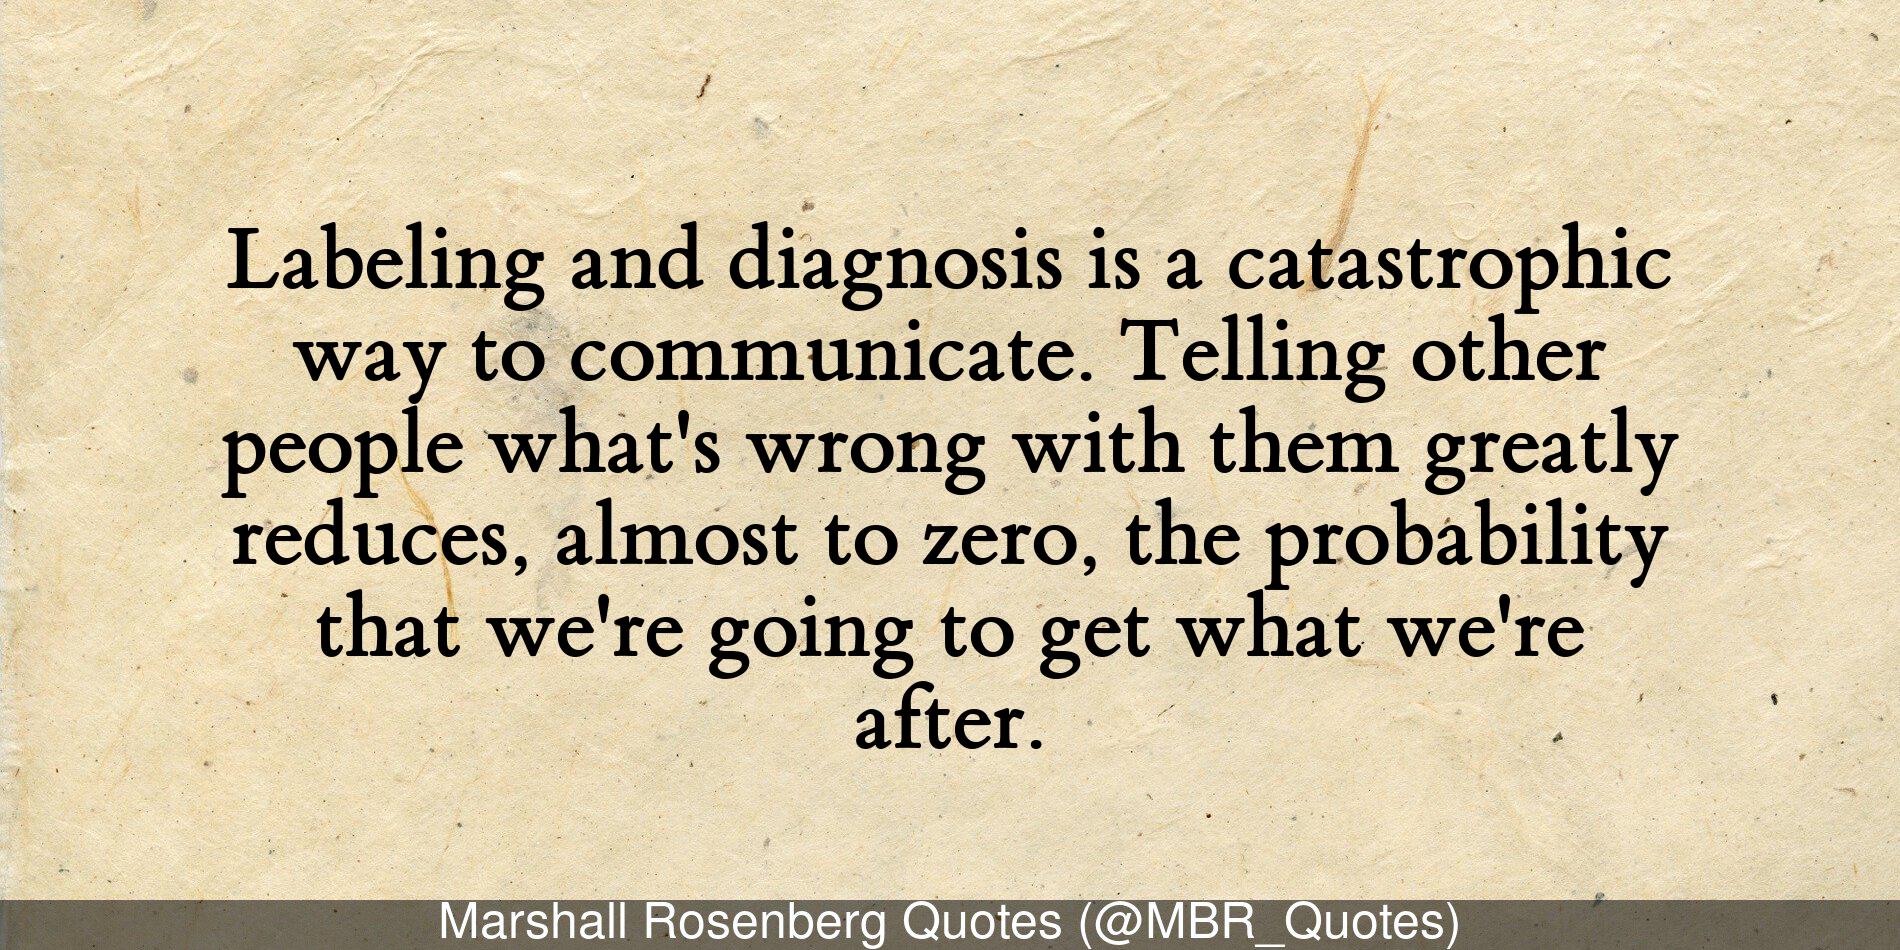 Labeling and diagnosis is a catastrophic
way to communicate. Telling other
people what's wrong with them greatly
reduces, almost to zero, the probability
that we're going to get what we're
after.
Marshall Rosenberg Quotes (@MBR_Quotes)